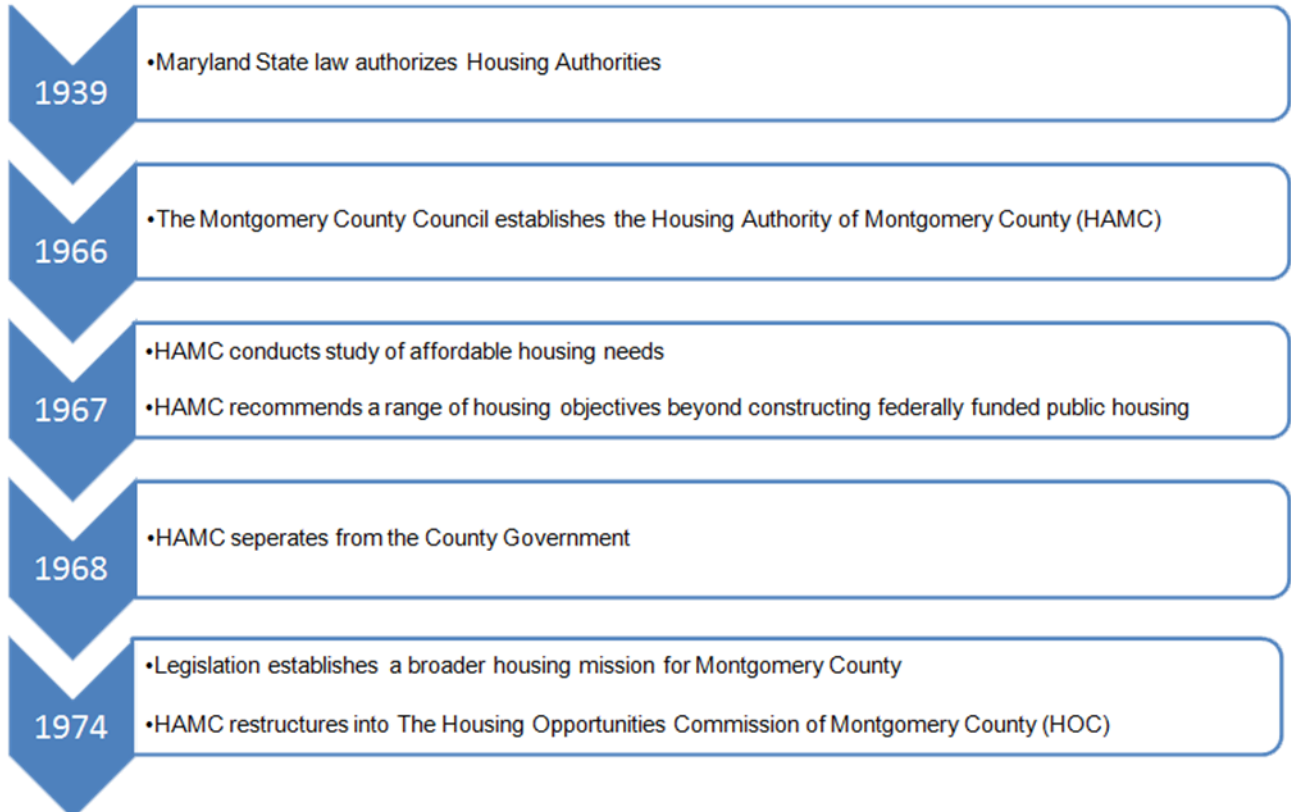 1939
•Maryland State law authorizes Housing Authorities
1966
•The Montgomery County Council establishes the Housing Authority of Montgomery County (HAMC)
1967
•HAMC conducts study of affordable housing needs
•HAMC recommends a range of housing objectives beyond constructing federally funded public housing
1968
•HAMC seperates from the County Government
1974
•Legislation establishes a broader housing mission for Montgomery County
•HAMC restructures into The Housing Opportunities Commission of Montgomery County (HOC)